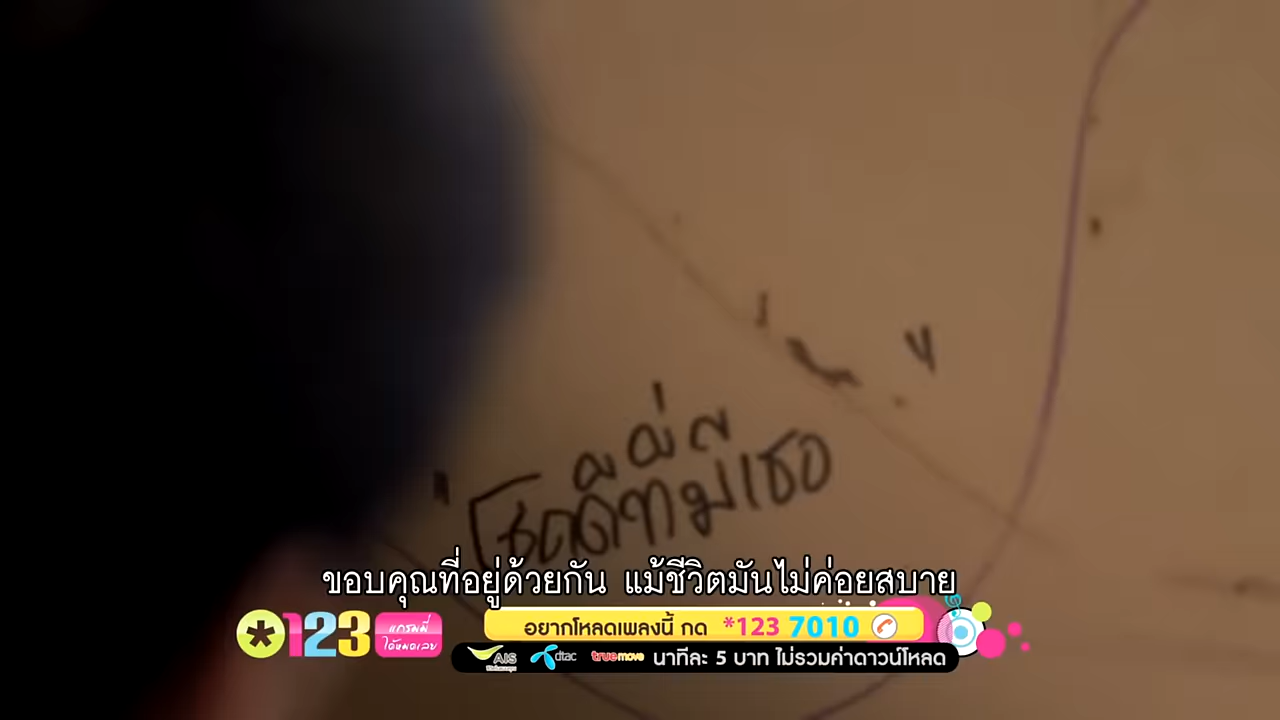 "โชคดีที่มีเธอ"
ขอบคุณที่อยู่ด้วยกัน แม้ชีวิตมันไม่ค่อยสบาย
*123 แกรมมี่ ได้หมดเลย
อยากโหลดเพลงนี้ กด *123 7010
AIS dtac truemove นาทีละ 5 บาท ไม่รวมค่าดาวน์โหลด